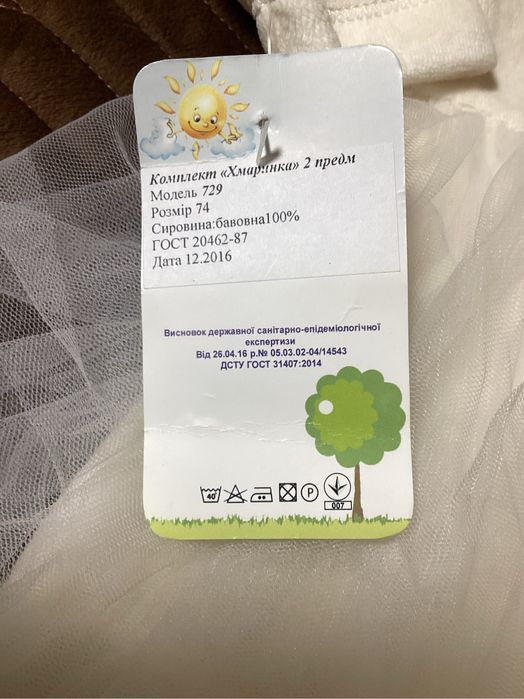 Комплект «Хмаринка» 2 предм
Модель 729
Розмір 74
Сировина:бавовна100%
ГОСТ 20462-87
Дата 12.2016
Висновок державної санітарно-епідеміологічної
експертизи
Від 26.04.16 р.№ 05.03.02-04/14543
ДСТУ ГОСТ 31407:2014
40 P
007